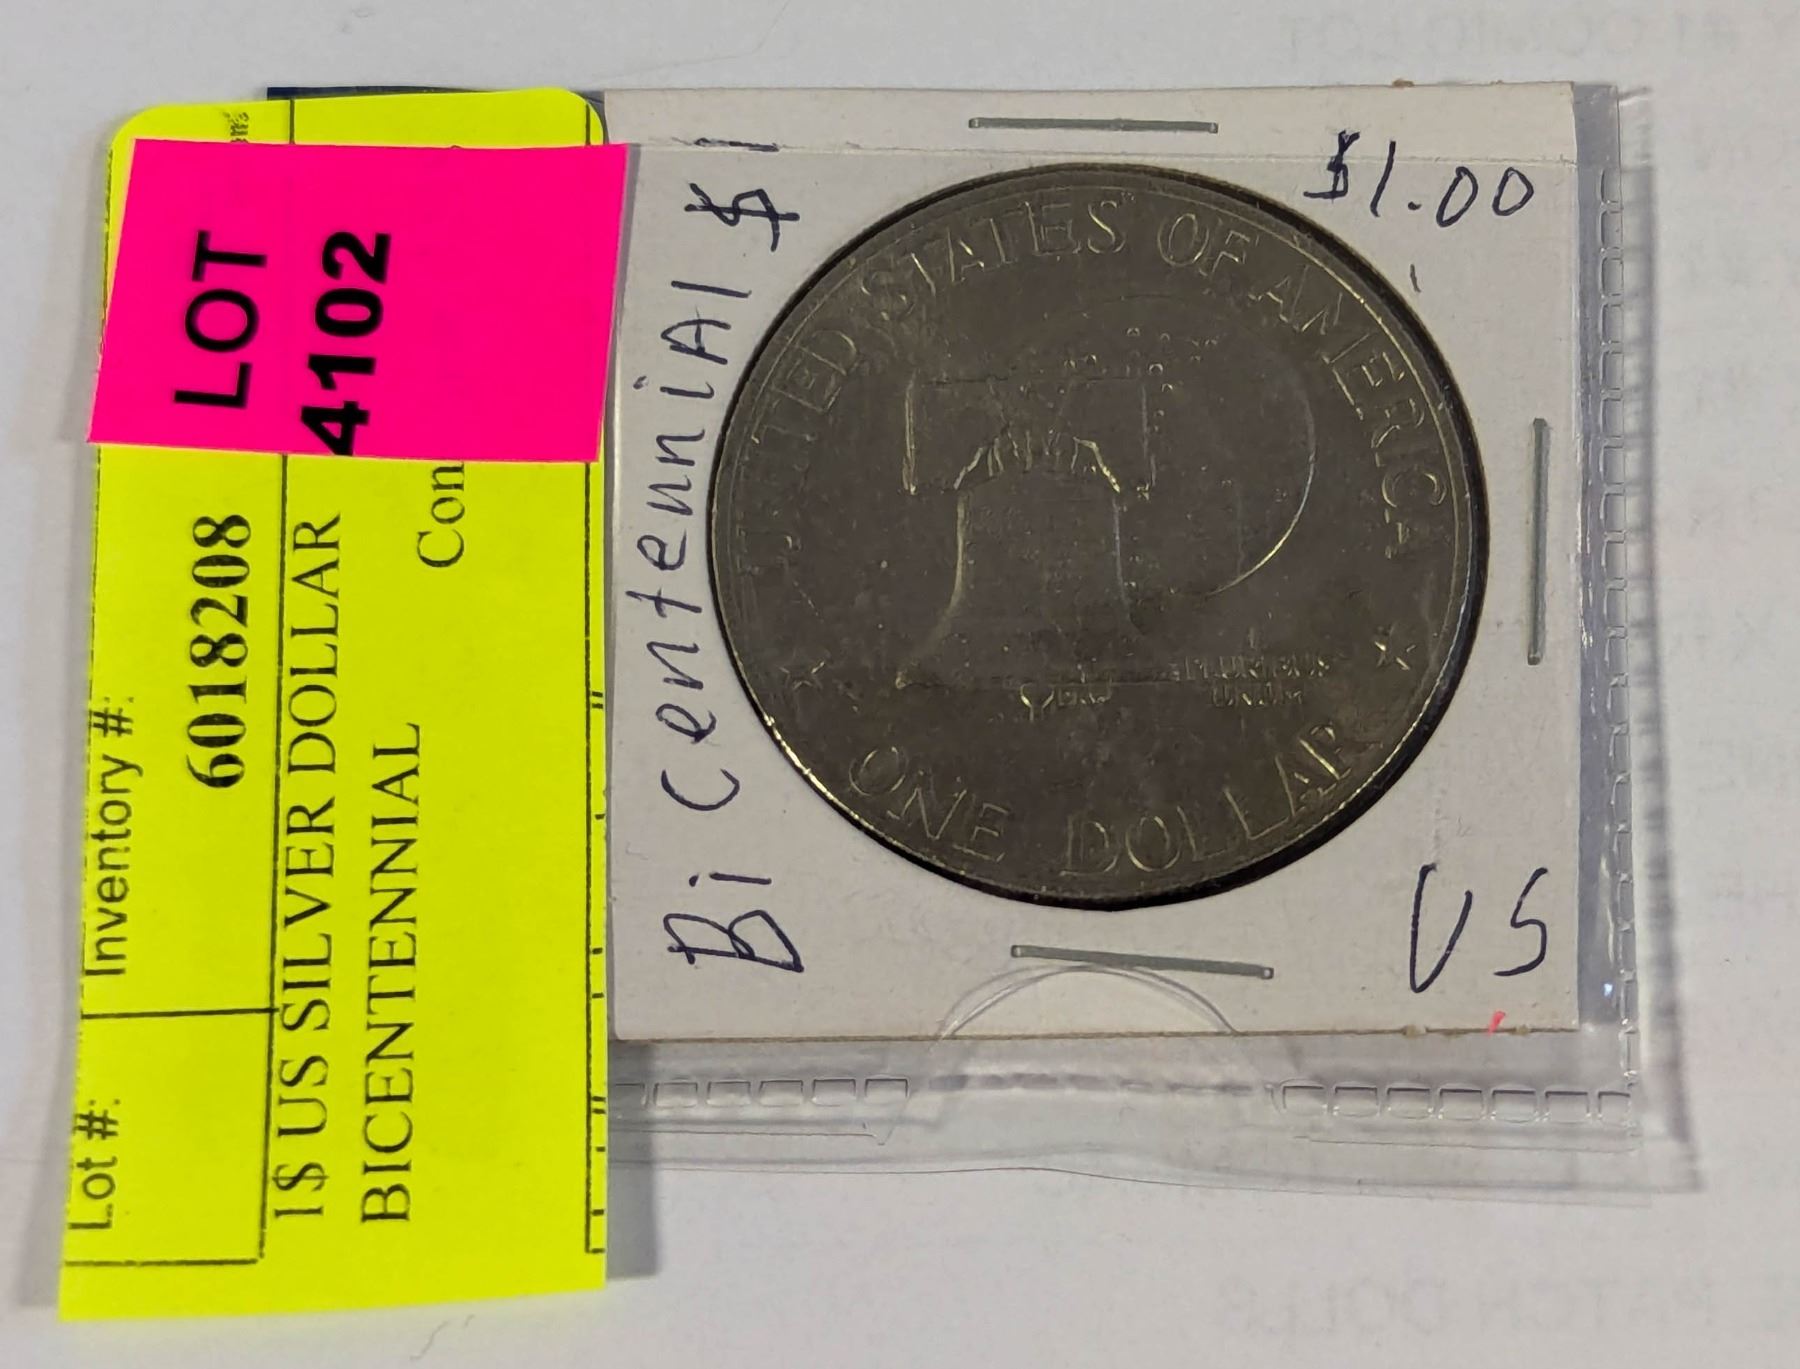 LOT
4102
Inventory #:
6018208
Lot #:
1$ US SILVER DOLLAR
BICENTENNIAL
Con
BiCentenniAl $1
$1.00
US
UNITED STATES OF AMERICA
PLURIBUS
UNUM
ONE DOLLAR